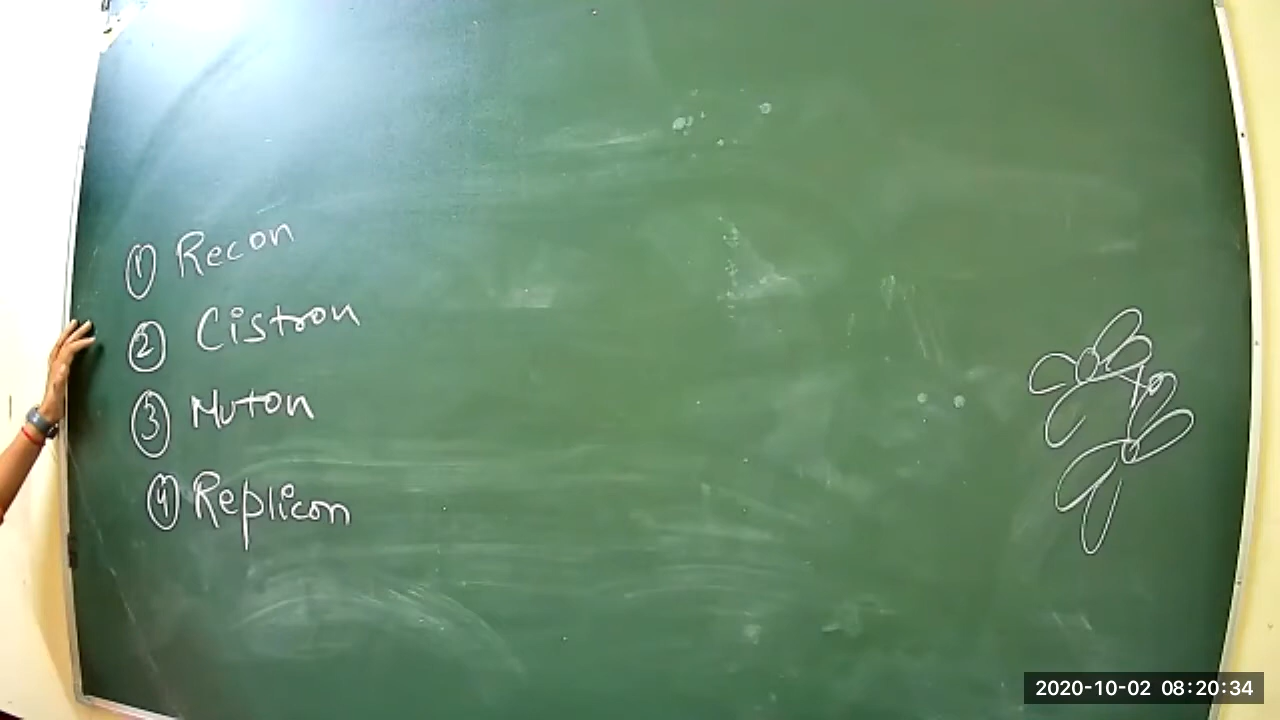 ① Recon
② Cistron
③ Muton
④ Replicon
2020-10-02 08:20:34